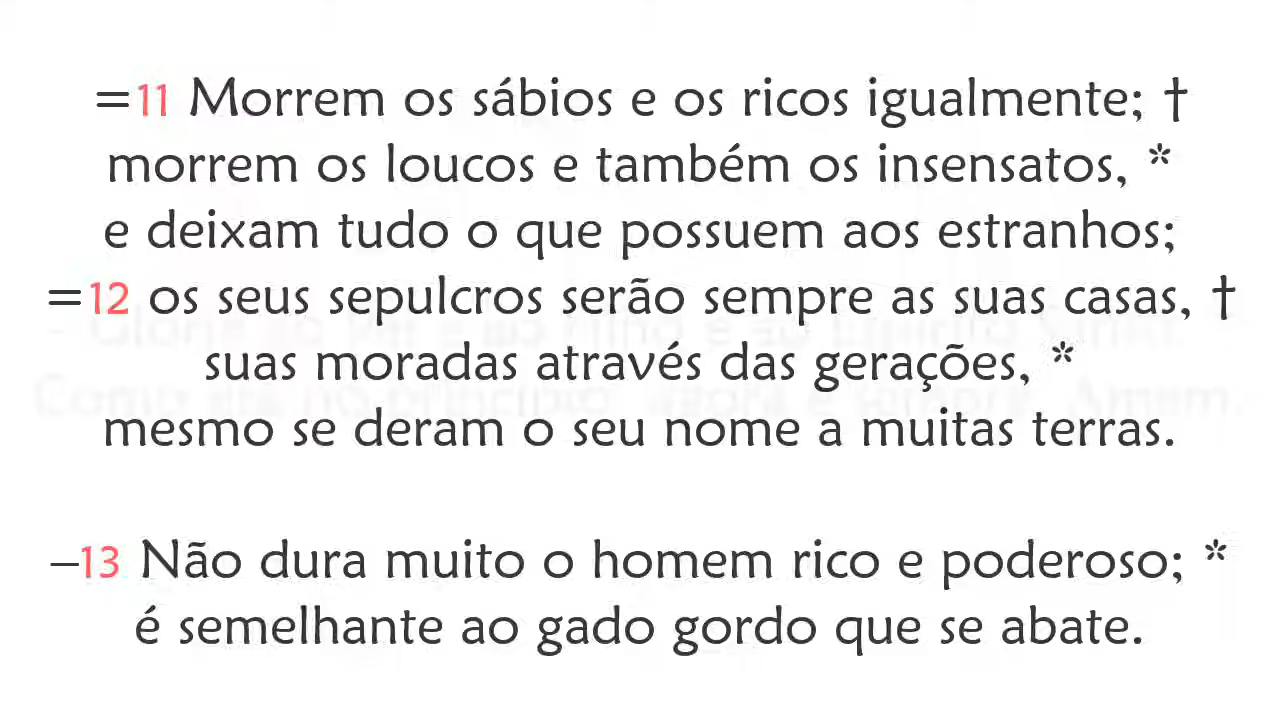 =11 Morrem os sábios e os ricos igualmente; †
morrem os loucos e também os insensatos, *
e deixam tudo o que possuem aos estranhos;
=12 os seus sepulcros serão sempre as suas casas, †
suas moradas através das gerações, *
mesmo se deram o seu nome a muitas terras.
–13 Não dura muito o homem rico e poderoso; *
é semelhante ao gado gordo que se abate.